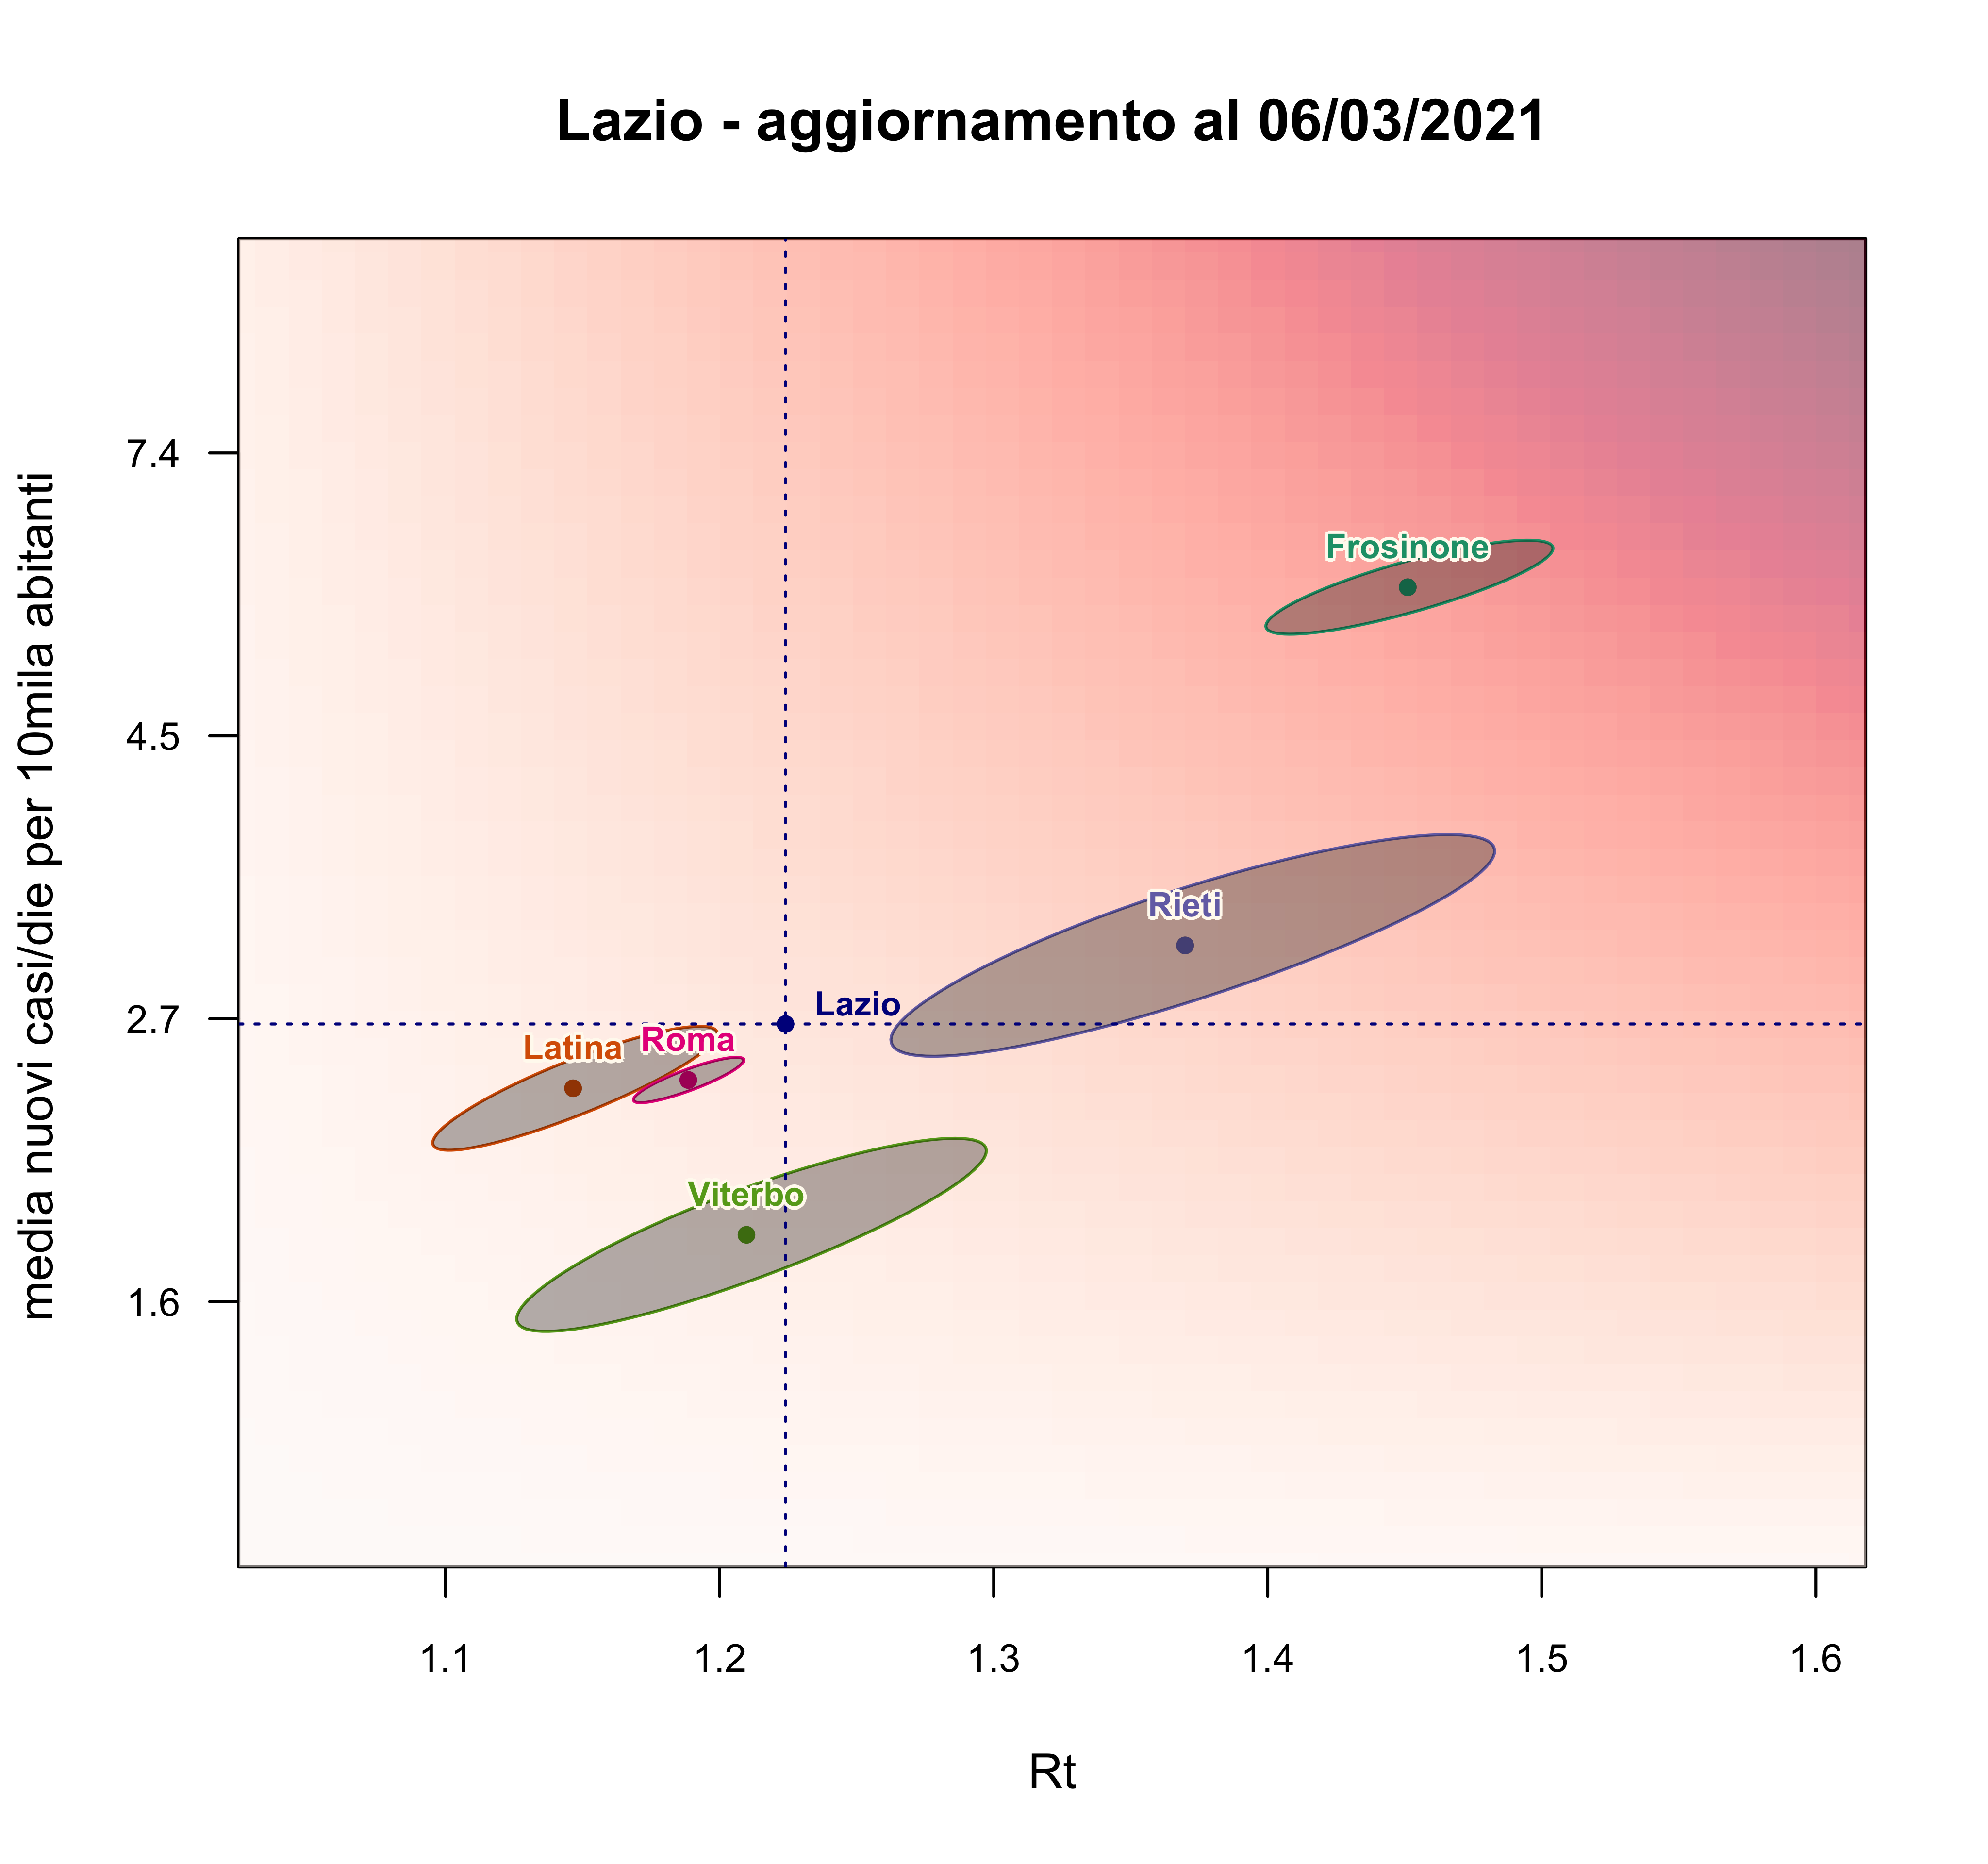 Lazio - aggiornamento al 06/03/2021
media nuovi casi/die per 10mila abitanti
7.4
4.5
2.7
1.6
Frosinone
Rieti
Lazio
Latina
Roma
Viterbo
1.1 1.2 1.3 1.4 1.5 1.6
Rt